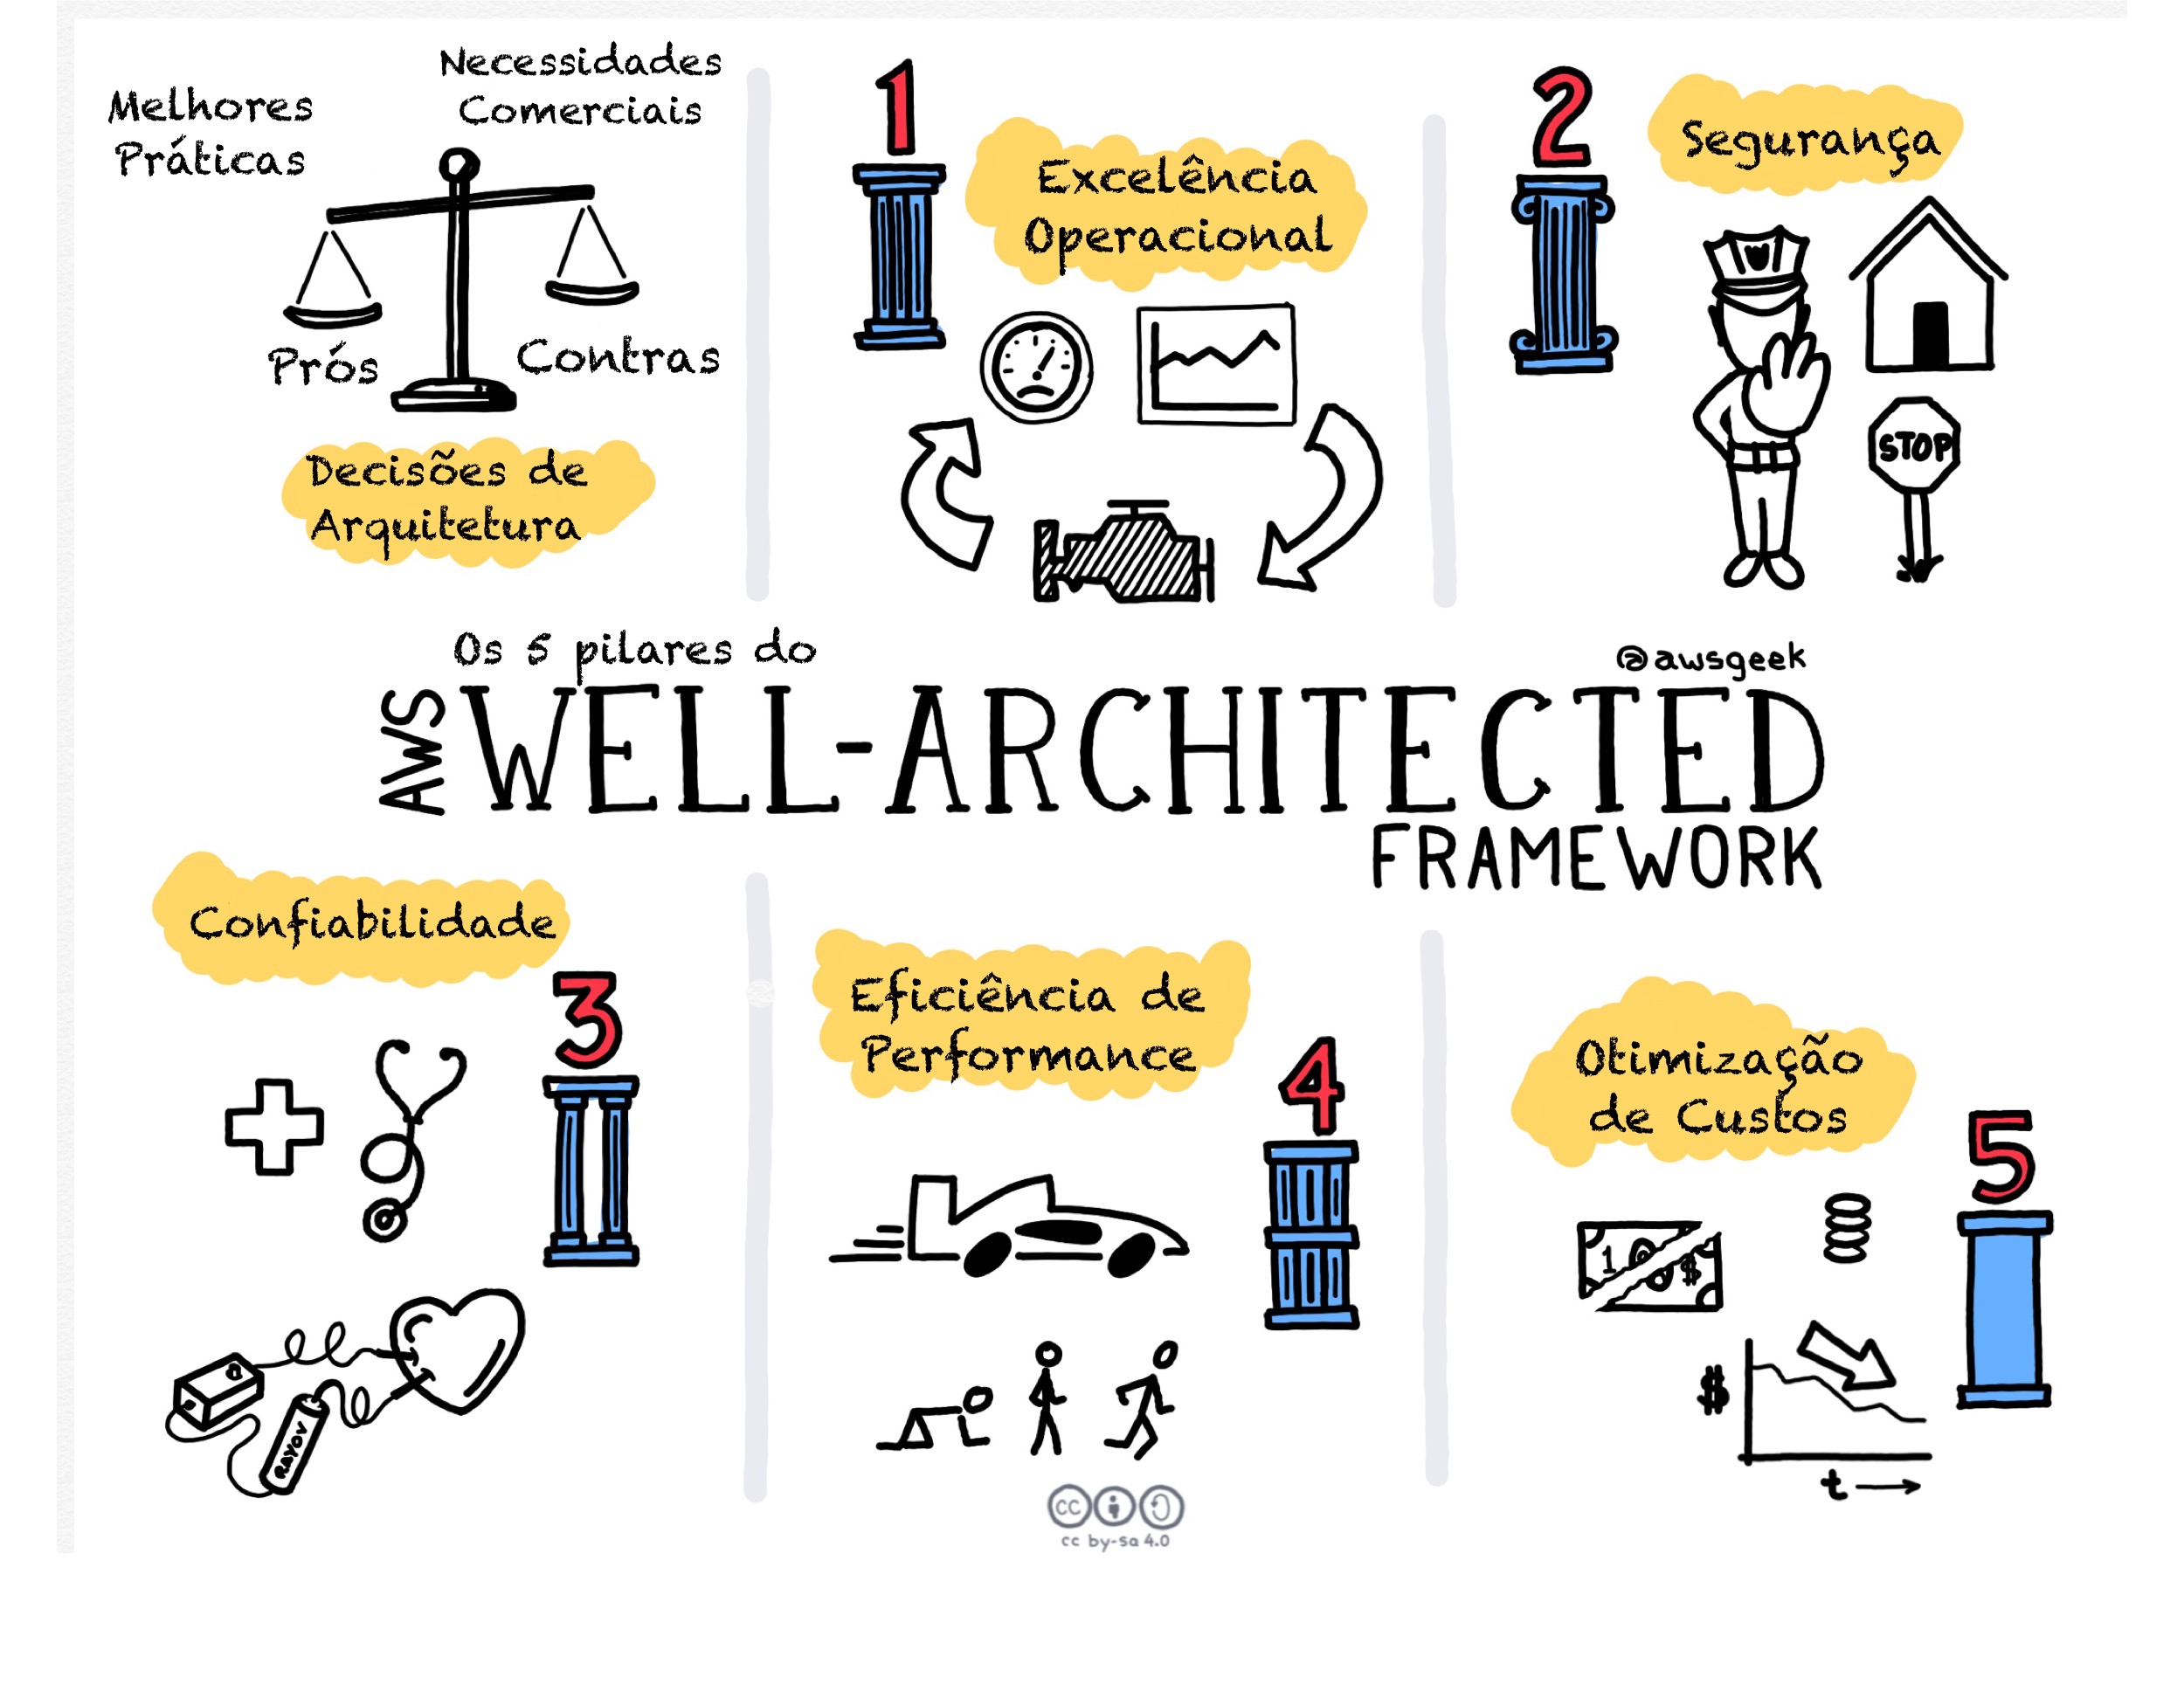 Melhores
Práticas
Necessidades
Comerciais
Prós
Contras
Decisões de
Arquitetura
1
Excelência
Operacional
2
Segurança
STOP
Os 5 pilares do
@awsgeek
AWS
WELL-ARCHITECTED
FRAMEWORK
Confiabilidade
3
RAYOV
Eficiência de
Performance
4
Otimização
de Custos
5
1
$
$
t
cc
cc by-sa 4.0